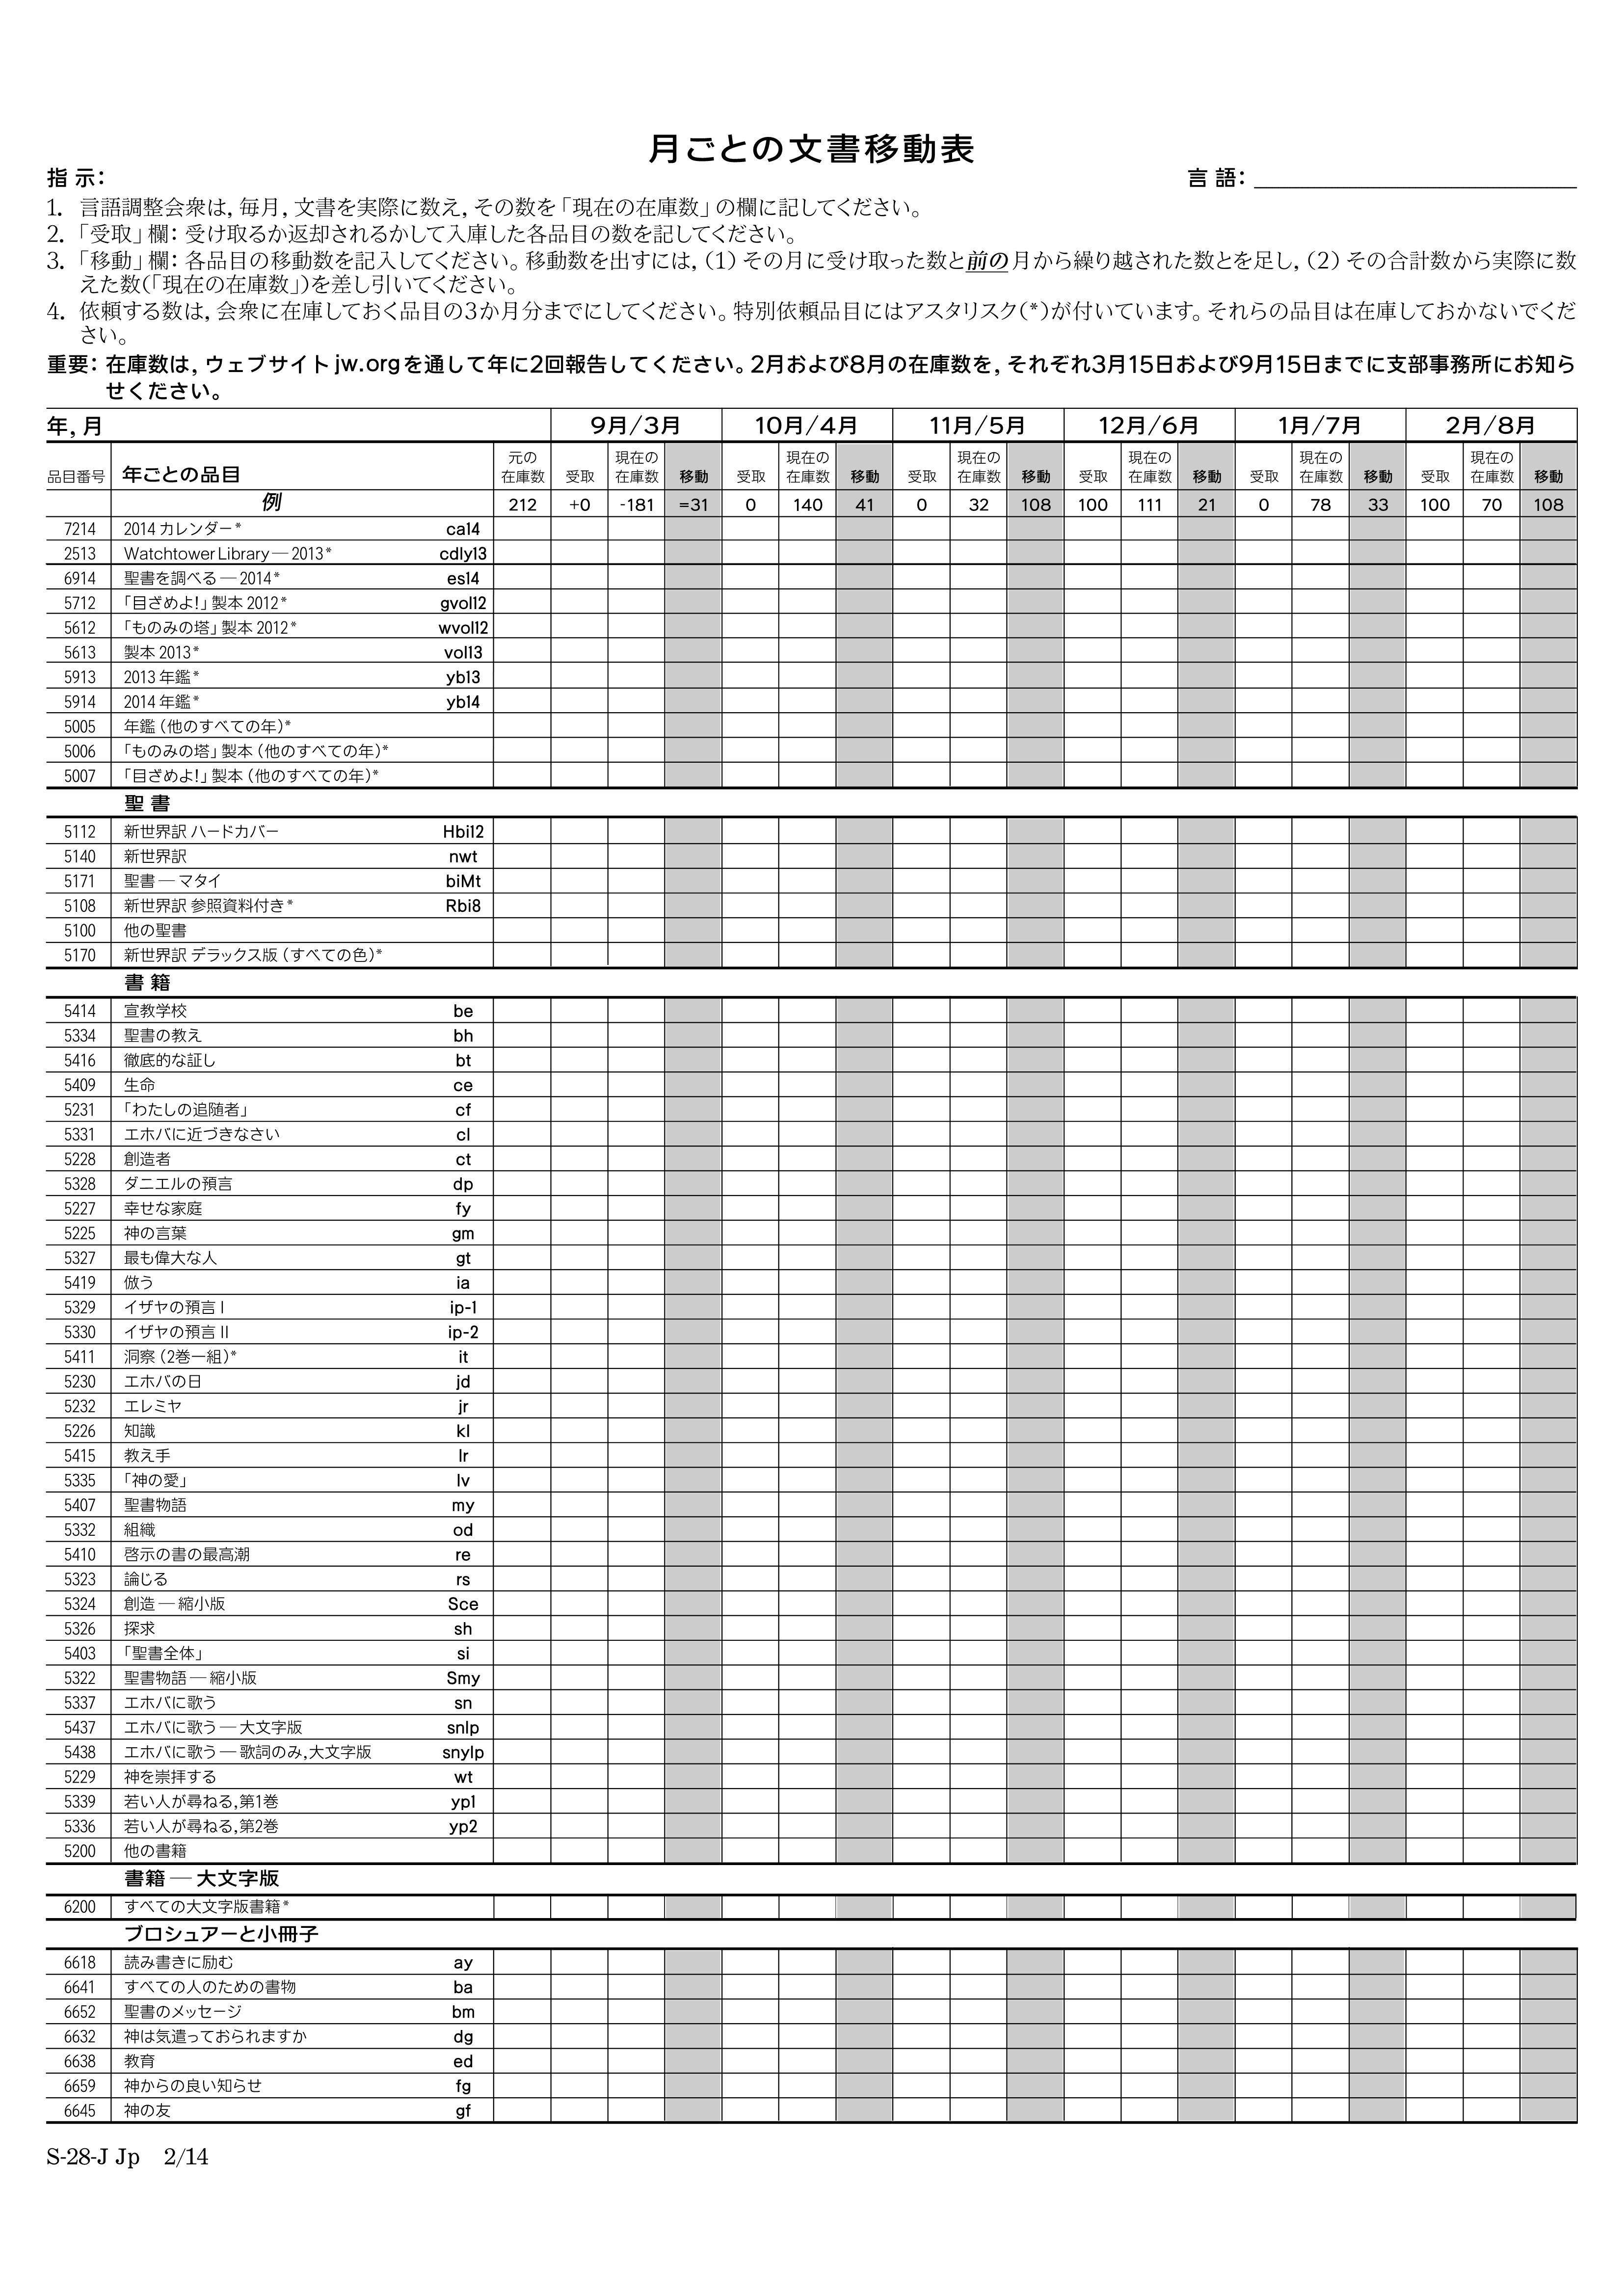 月ごとの文書移動表
指 示：
言 語：
1. 言語調整会衆は，毎月，文書を実際に数え，その数を「現在の在庫数」の欄に記してください。
2. 「受取」欄：受け取るか返却されるかして入庫した各品目の数を記してください。
3. 「移動」欄：各品目の移動数を記入してください。移動数を出すには，（1）その月に受け取った数と前の月から繰り越された数とを足し，（2）その合計数から実際に数
えた数（「現在の在庫数」）を差し引いてください。
4. 依頼する数は，会衆に在庫しておく品目の3か月分までにしてください。特別依頼品目にはアスタリスク（*）が付いています。それらの品目は在庫しておかないでくだ
さい。
重要：在庫数は，ウェブサイトjw.orgを通して年に2回報告してください。2月および8月の在庫数を，それぞれ3月15日および9月15日までに支部事務所にお知ら
せください。
年，月 9月/3月 10月/4月 11月/5月 12月/6月 1月/7月 2月/8月
元の 現在の 現在の 現在の 現在の 現在の 現在の
品目番号 年ごとの品目 在庫数 受取 在庫数 移動 受取 在庫数 移動 受取 在庫数 移動 受取 在庫数 移動 受取 在庫数 移動 受取 在庫数 移動
例 212 +0 -181 =31 0 140 41 0 32 108 100 111 21 0 78 33 100 70 108
7214 2014 カレンダー* ca14
2513 Watchtower Library — 2013* cdly13
6914 聖書を調べる — 2014* es14
5712 「目ざめよ!」製本 2012* gvol12
5612 「ものみの塔」製本 2012* wvol12
5613 製本 2013* vol13
5913 2013 年鑑* yb13
5914 2014 年鑑* yb14
5005 年鑑（他のすべての年）*
5006 「ものみの塔」製本（他のすべての年）*
5007 「目ざめよ!」製本（他のすべての年）*
聖 書
5112 新世界訳 ハードカバー Hbi12
5140 新世界訳 nwt
5171 聖書 — マタイ biMt
5108 新世界訳 参照資料付き* Rbi8
5100 他の聖書
5170 新世界訳 デラックス版（すべての色）*
書 籍
5414 宣教学校 be
5334 聖書の教え bh
5416 徹底的な証し bt
5409 生命 ce
5231 「わたしの追随者」 cf
5331 エホバに近づきなさい cl
5228 創造者 ct
5328 ダニエルの預言 dp
5227 幸せな家庭 fy
5225 神の言葉 gm
5327 最も偉大な人 gt
5419 倣う ia
5329 イザヤの預言 I ip-1
5330 イザヤの預言 II ip-2
5411 洞察（2巻一組）* it
5230 エホバの日 jd
5232 エレミヤ jr
5226 知識 kl
5415 教え手 lr
5335 「神の愛」 lv
5407 聖書物語 my
5332 組織 od
5410 啓示の書の最高潮 re
5323 論じる rs
5324 創造 — 縮小版 Sce
5326 探求 sh
5403 「聖書全体」 si
5322 聖書物語 — 縮小版 Smy
5337 エホバに歌う sn
5437 エホバに歌う — 大文字版 snlp
5438 エホバに歌う — 歌詞のみ,大文字版 snylp
5229 神を崇拝する wt
5339 若い人が尋ねる,第1巻 yp1
5336 若い人が尋ねる,第2巻 yp2
5200 他の書籍
書籍 — 大文字版
6200 すべての大文字版書籍*
ブロシュアーと小冊子
6618 読み書きに励む ay
6641 すべての人のための書物 ba
6652 聖書のメッセージ bm
6632 神は気遣っておられますか dg
6638 教育 ed
6659 神からの良い知らせ fg
6645 神の友 gf
S-28-J Jp 2/14